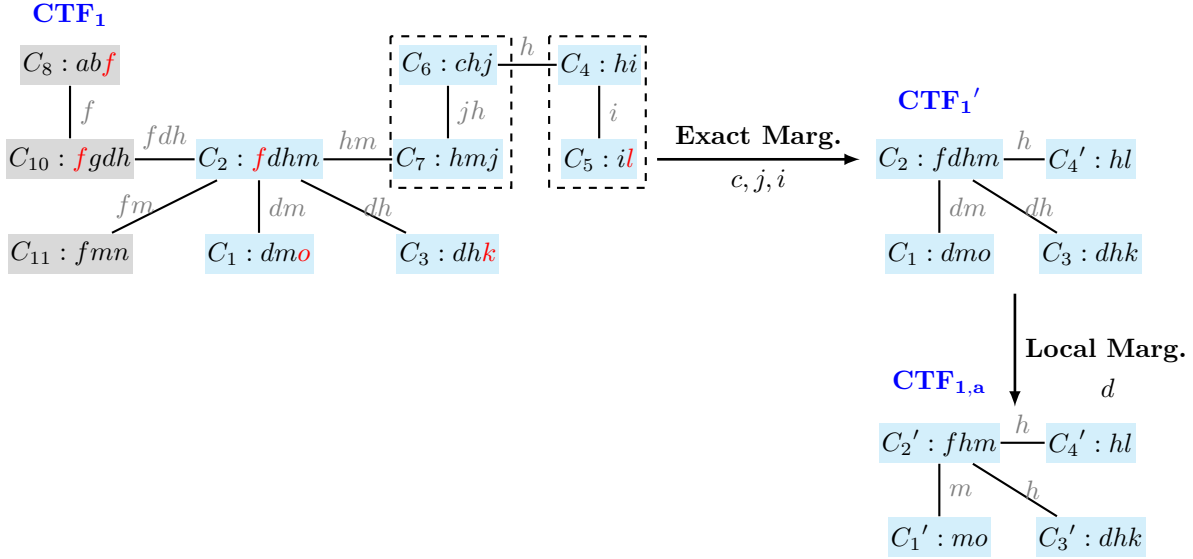 CTF₁
C₈ : abf
f
C₁₀ : fgdh
fdh
C₂ : fdhm
hm
C₆ : chj
jh
C₇ : hmj
h
C₄ : hi
i
C₅ : il
fm
C₁₁ : fmn
dm
C₁ : dmo
dh
C₃ : dhk
Exact Marg.
c, j, i
CTF₁′
C₂ : fdhm
h
C₄′ : hl
dm
dh
C₁ : dmo
C₃ : dhk
Local Marg.
d
CTF₁,ₐ
C₂′ : fhm
h
C₄′ : hl
m
h
C₁′ : mo
C₃′ : dhk